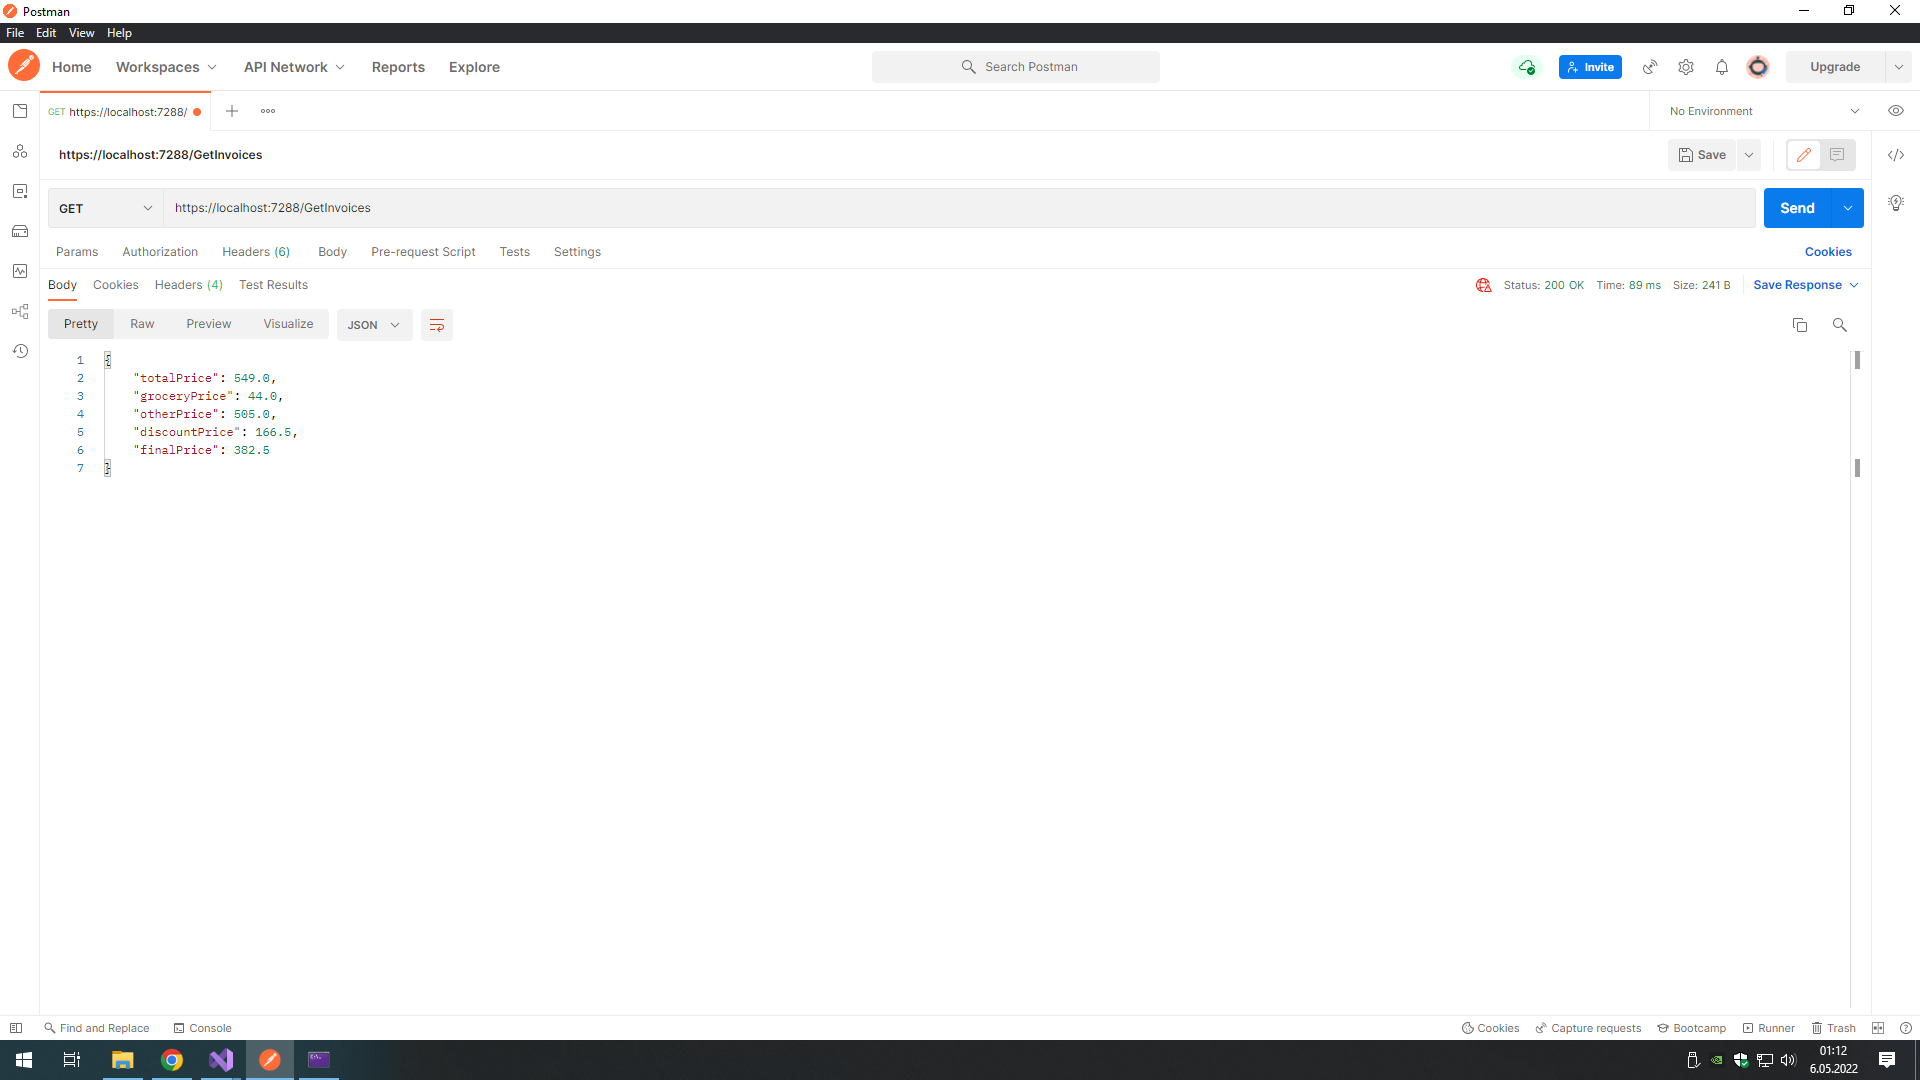 Postman
File Edit View Help
Home Workspaces API Network Reports Explore Search Postman Invite Upgrade
GET https://localhost:7288/ No Environment
https://localhost:7288/GetInvoices Save
GET https://localhost:7288/GetInvoices Send
Params Authorization Headers (6) Body Pre-request Script Tests Settings Cookies
Body Cookies Headers (4) Test Results Status: 200 OK Time: 89 ms Size: 241 B Save Response
Pretty Raw Preview Visualize JSON
1 {
2 "totalPrice": 549.0,
3 "groceryPrice": 44.0,
4 "otherPrice": 505.0,
5 "discountPrice": 166.5,
6 "finalPrice": 382.5
7 }
Find and Replace Console Cookies Capture requests Bootcamp Runner Trash
01:12
6.05.2022